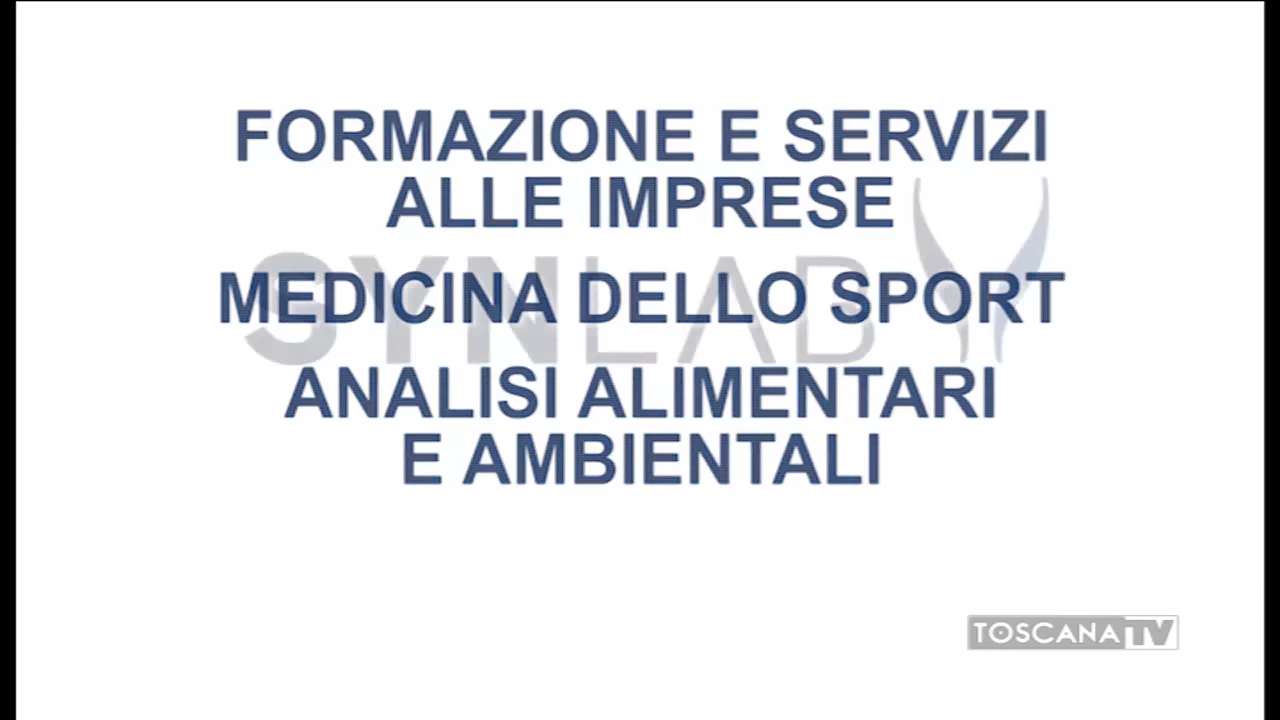 FORMAZIONE E SERVIZI
ALLE IMPRESE
SYNLAB
MEDICINA DELLO SPORT
ANALISI ALIMENTARI
E AMBIENTALI
TOSCANA TV